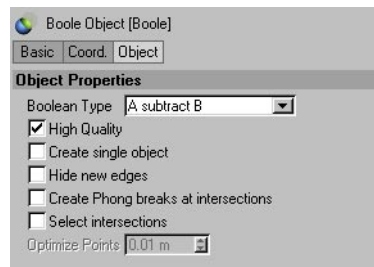 Boole Object [Boole]
Basic Coord. Object
Object Properties
Boolean Type A subtract B
High Quality
Create single object
Hide new edges
Create Phong breaks at intersections
Select intersections
Optimize Points 0.01 m